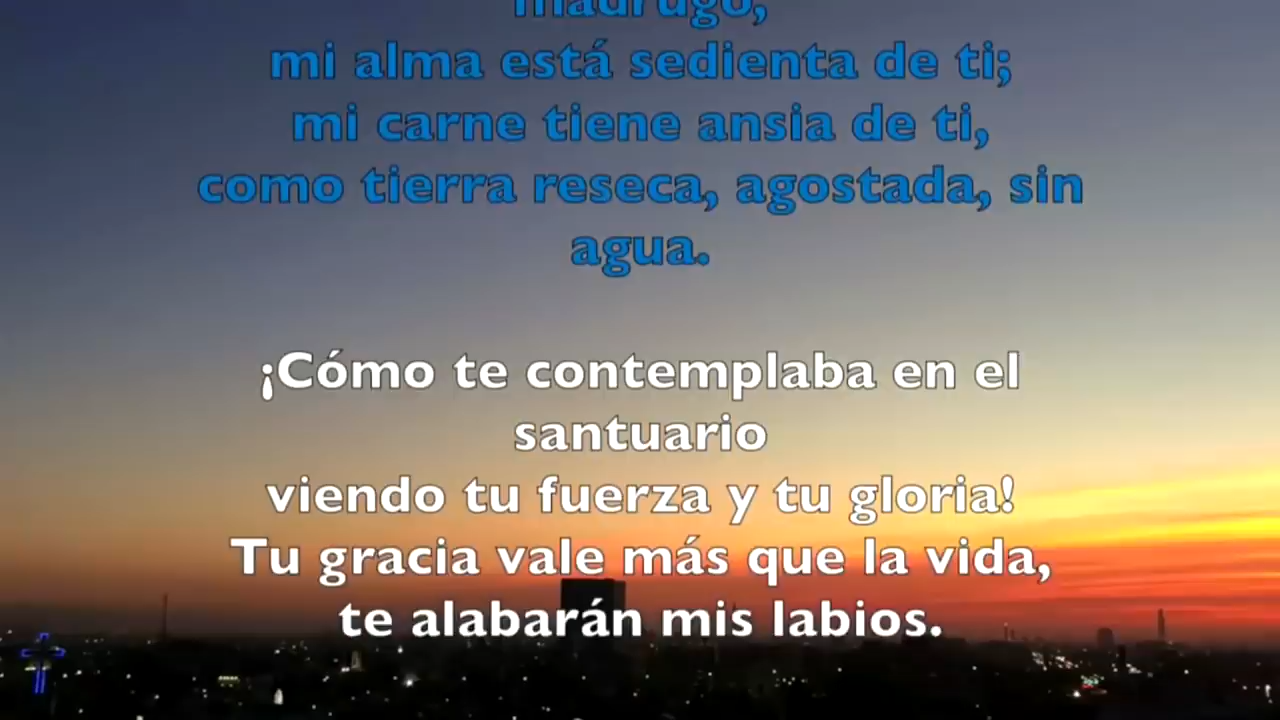 madrugo,
mi alma está sedienta de ti;
mi carne tiene ansia de ti,
como tierra reseca, agostada, sin
agua.
¡Cómo te contemplaba en el
santuario
viendo tu fuerza y tu gloria!
Tu gracia vale más que la vida,
te alabarán mis labios.